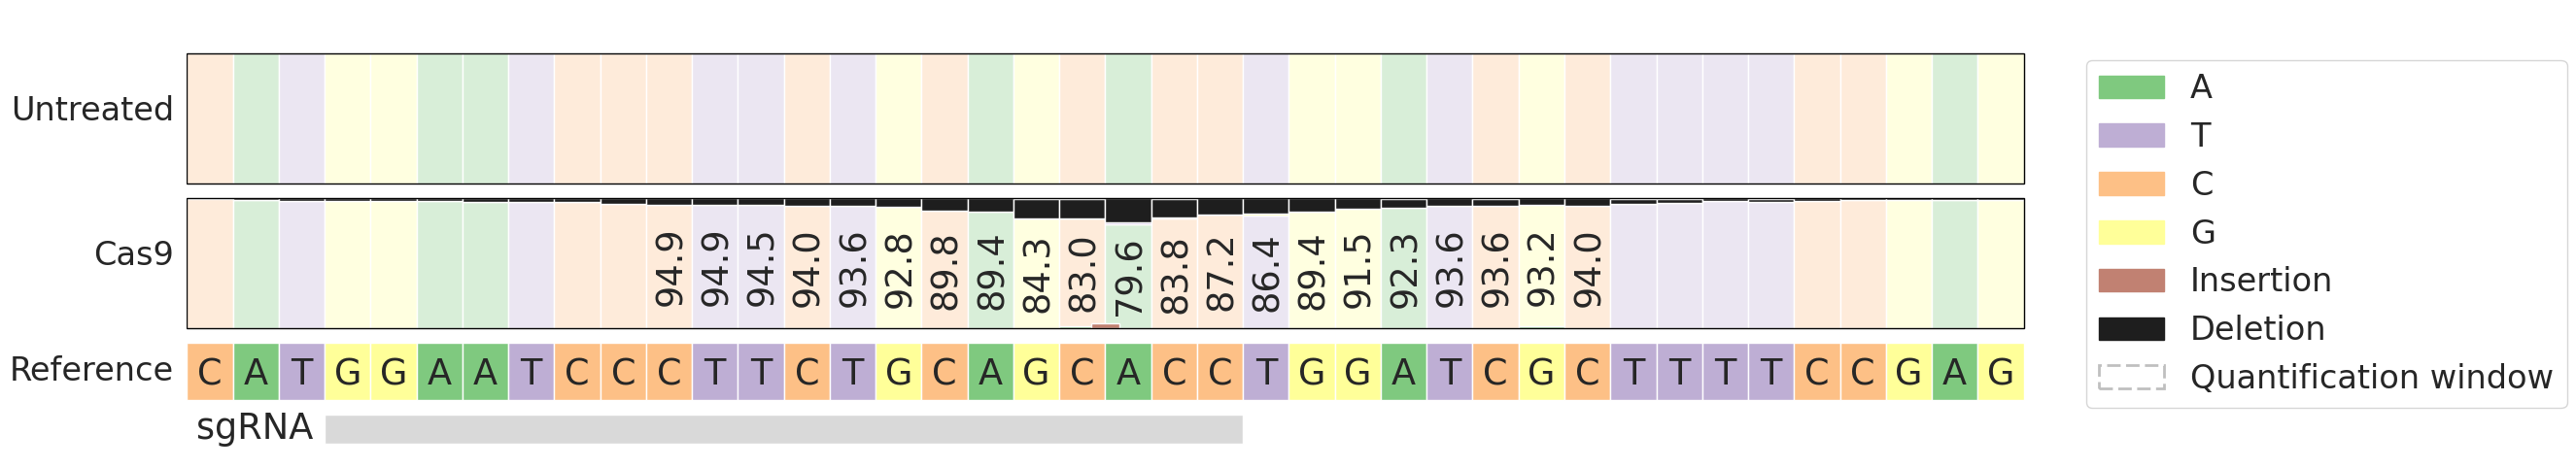 Untreated
Cas9
94.9 94.9 94.5 94.0 93.6 92.8 89.8 89.4 84.3 83.0 79.6 83.8 87.2 86.4 89.4 91.5 92.3 93.6 93.6 93.2 94.0
Reference C A T G G A A T C C C T T C T G C A G C A C C T G G A T C G C T T T T C C G A G
sgRNA
A
T
C
G
Insertion
Deletion
Quantification window